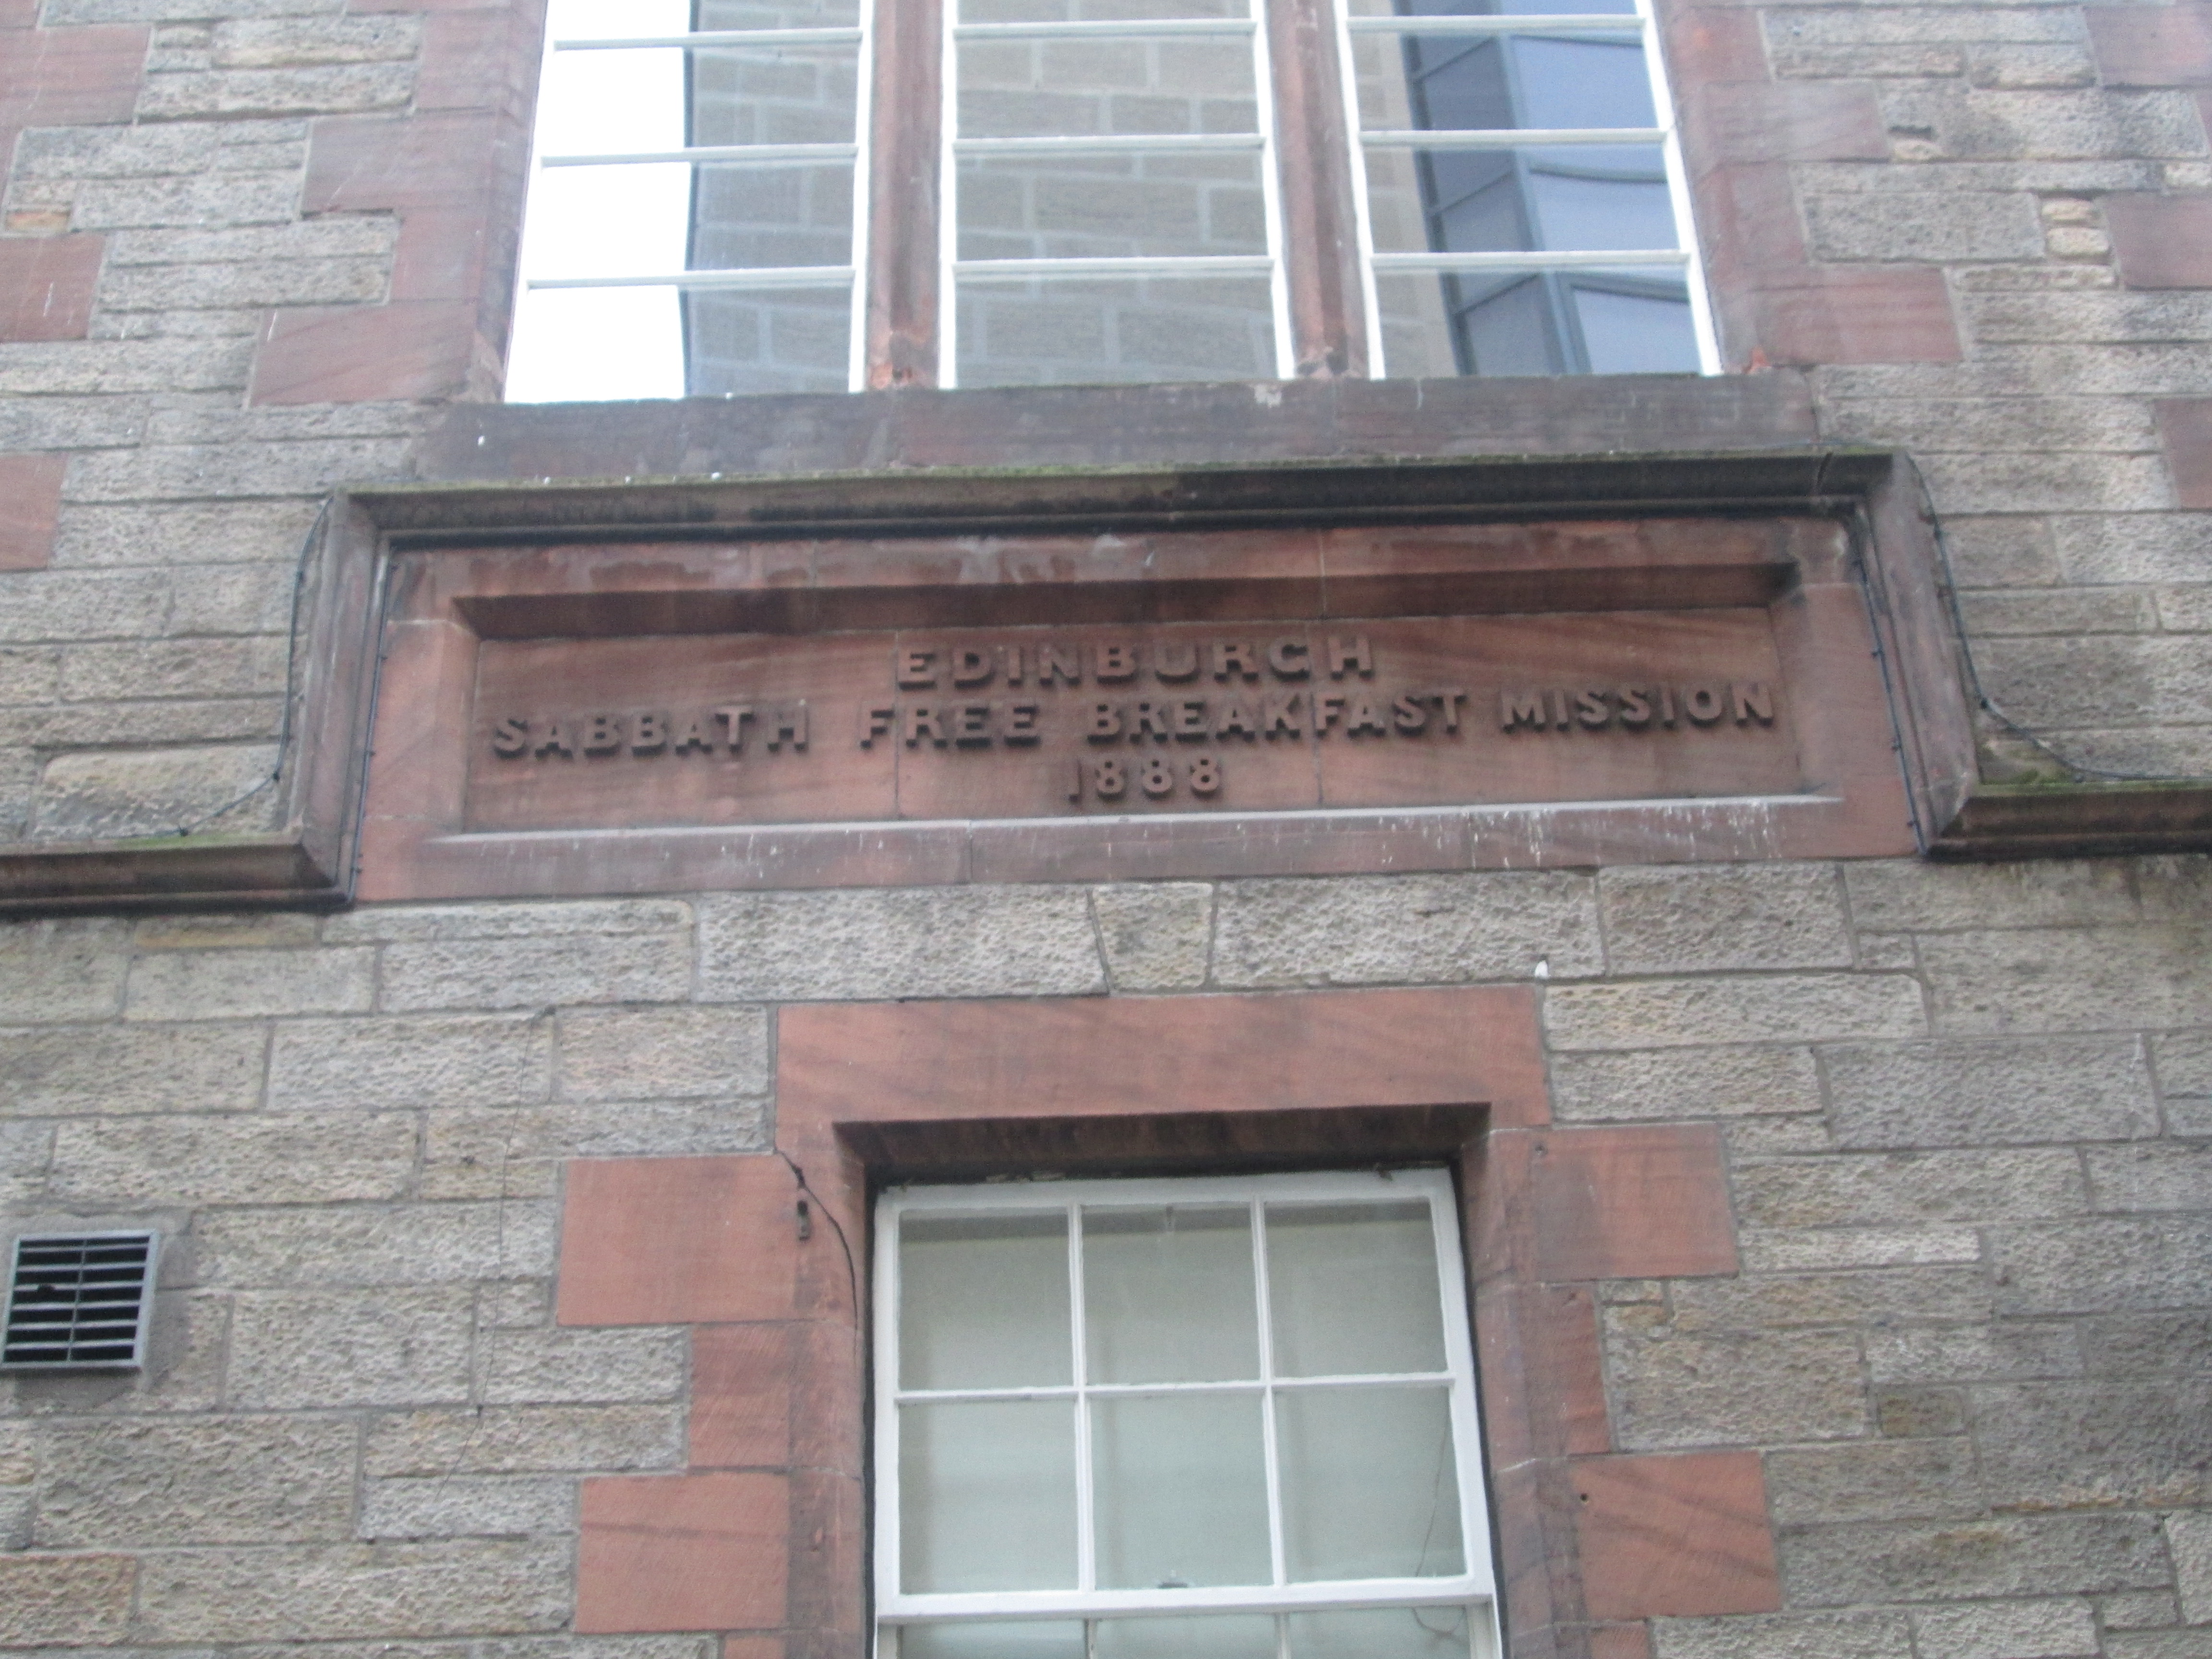 EDINBURGH
SABBATH FREE BREAKFAST MISSION
1888